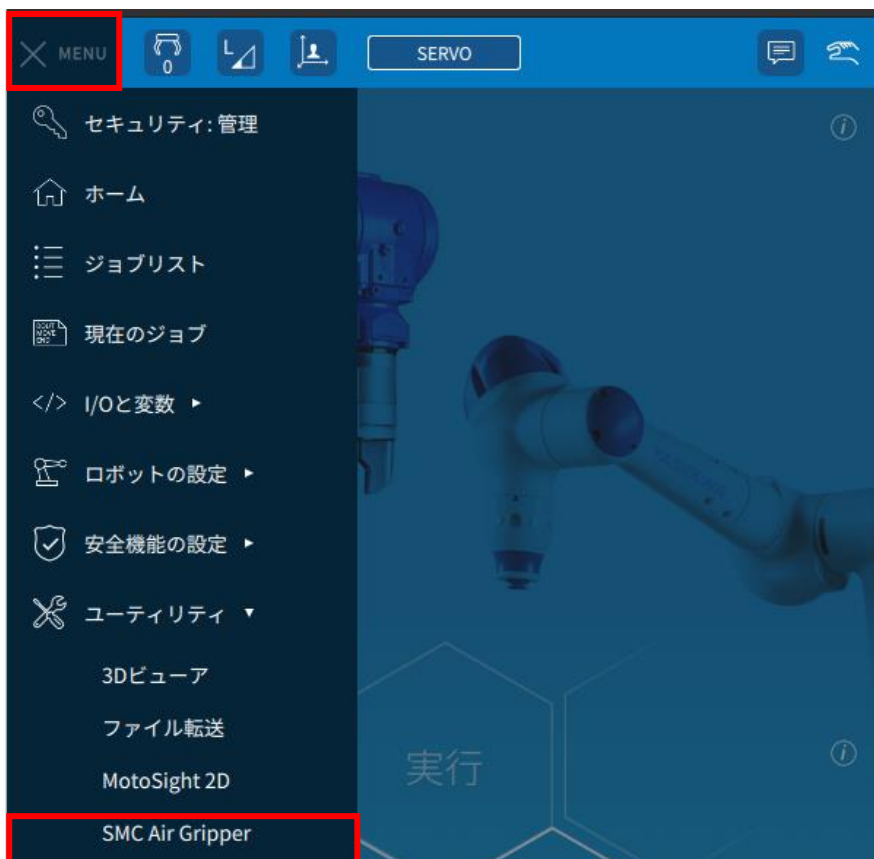 MENU
0
L
SERVO
セキュリティ: 管理
ホーム
ジョブリスト
現在のジョブ
</> I/Oと変数
ロボットの設定
安全機能の設定
ユーティリティ
3Dビューア
ファイル転送
MotoSight 2D
SMC Air Gripper
実行